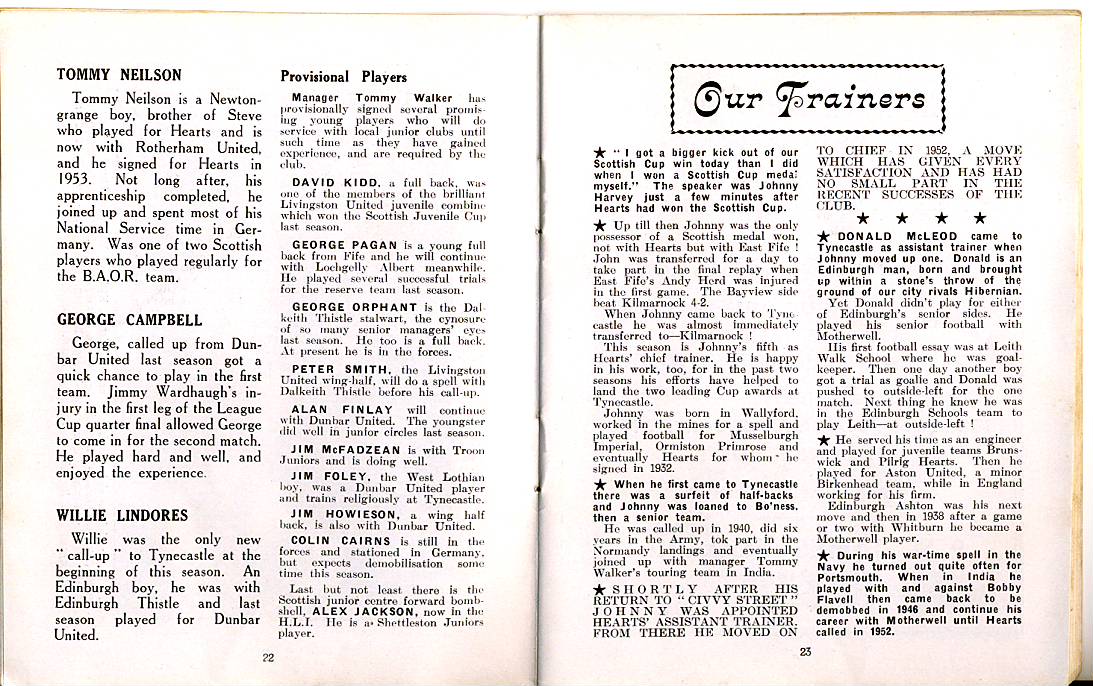 TOMMY NEILSON
Tommy Neilson is a Newton-
grange boy, brother of Steve
who played for Hearts and is
now with Rotherham United,
and he signed for Hearts in
1953. Not long after, his
apprenticeship completed, he
joined up and spent most of his
National Service time in Ger-
many. Was one of two Scottish
players who played regularly for
the B.A.O.R. team.
GEORGE CAMPBELL
George, called up from Dun-
bar United last season got a
quick chance to play in the first
team. Jimmy Wardhaugh's in-
jury in the first leg of the League
Cup quarter final allowed George
to come in for the second match.
He played hard and well, and
enjoyed the experience.
WILLIE LINDORES
Willie was the only new
"call-up" to Tynecastle at the
beginning of this season. An
Edinburgh boy, he was with
Edinburgh Thistle and last
season played for Dunbar
United.
Provisional Players
Manager Tommy Walker has
provisionally signed several promis-
ing young players who will do
service with local junior clubs until
such time as they have gained
experience, and are required by the
club.
DAVID KIDD, a full back, was
one of the members of the brilliant
Livingston United juvenile combine
which won the Scottish Juvenile Cup
last season.
GEORGE PAGAN is a young full
back from Fife and he will continue
with Lochgelly Albert meanwhile.
He played several successful trials
for the reserve team last season.
GEORGE ORPHANT is the Dal-
keith Thistle stalwart, the cynosure
of so many senior managers' eyes
last season. He too is a full back.
At present he is in the forces.
PETER SMITH, the Livingston
United wing-half, will do a spell with
Dalkeith Thistle before his call-up.
ALAN FINLAY will continue
with Dunbar United. The youngster
did well in junior circles last season.
JIM McFADZEAN is with Troon
Juniors and is doing well.
JIM FOLEY, the West Lothian
boy, was a Dunbar United player
and trains religiously at Tynecastle.
JIM HOWIESON, a wing half
back, is also with Dunbar United.
COLIN CAIRNS is still in the
forces and stationed in Germany,
but expects demobilisation some
time this season.
Last but not least there is the
Scottish junior centre forward bomb-
shell, ALEX JACKSON, now in the
H.L.I. He is a Shettleston Juniors
player.
22
Our Trainers
★ "I got a bigger kick out of our
Scottish Cup win today than I did
when I won a Scottish Cup medal
myself." The speaker was Johnny
Harvey just a few minutes after
Hearts had won the Scottish Cup.
★ Up till then Johnny was the only
possessor of a Scottish medal won,
not with Hearts but with East Fife !
John was transferred for a day to
take part in the final replay when
East Fife's Andy Herd was injured
in the first game. The Bayview side
beat Kilmarnock 4-2.
When Johnny came back to Tyne-
castle he was almost immediately
transferred to—Kilmarnock !
This season is Johnny's fifth as
Hearts' chief trainer. He is happy
in his work, too, for in the past two
seasons his efforts have helped to
land the two leading Cup awards at
Tynecastle.
Johnny was born in Wallyford,
worked in the mines for a spell and
played football for Musselburgh
Imperial, Ormiston Primrose and
eventually Hearts for whom he
signed in 1932.
★ When he first came to Tynecastle
there was a surfeit of half-backs
and Johnny was loaned to Bo'ness,
then a senior team.
He was called up in 1940, did six
years in the Army, tok part in the
Normandy landings and eventually
joined up with manager Tommy
Walker's touring team in India.
★ SHORTLY AFTER HIS
RETURN TO "CIVVY STREET"
JOHNNY WAS APPOINTED
HEARTS' ASSISTANT TRAINER.
FROM THERE HE MOVED ON
TO CHIEF IN 1952, A MOVE
WHICH HAS GIVEN EVERY
SATISFACTION AND HAS HAD
NO SMALL PART IN THE
RECENT SUCCESSES OF THE
CLUB.
★ ★ ★ ★
★ DONALD McLEOD came to
Tynecastle as assistant trainer when
Johnny moved up one. Donald is an
Edinburgh man, born and brought
up within a stone's throw of the
ground of our city rivals Hibernian.
Yet Donald didn't play for either
of Edinburgh's senior sides. He
played his senior football with
Motherwell.
His first football essay was at Leith
Walk School where he was goal-
keeper. Then one day another boy
got a trial as goalie and Donald was
pushed to outside-left for the one
match. Next thing he knew he was
in the Edinburgh Schools team to
play Leith—at outside-left !
★ He served his time as an engineer
and played for juvenile teams Bruns-
wick and Pilrig Hearts. Then he
played for Aston United, a minor
Birkenhead team, while in England
working for his firm.
Edinburgh Ashton was his next
move and then in 1938 after a game
or two with Whitburn he became a
Motherwell player.
★ During his war-time spell in the
Navy he turned out quite often for
Portsmouth. When in India he
played with and against Bobby
Flavell then came back to be
demobbed in 1946 and continue his
career with Motherwell until Hearts
called in 1952.
23